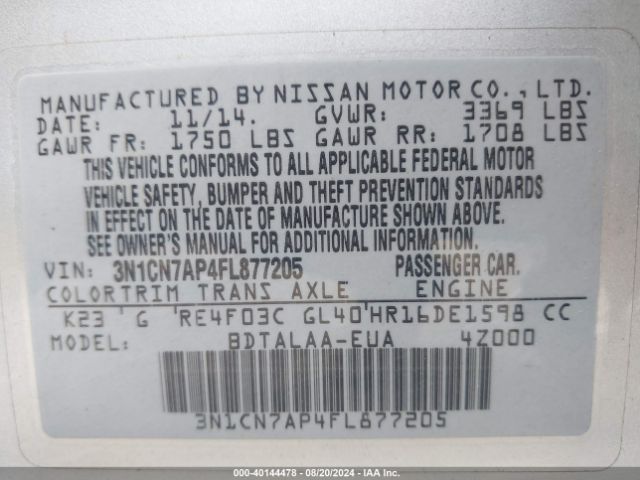 MANUFACTURED BY NISSAN MOTOR CO., LTD.
DATE: 11/14. GVWR: 3369 LBS
GAWR FR: 1750 LBS GAWR RR: 1708 LBS
THIS VEHICLE CONFORMS TO ALL APPLICABLE FEDERAL MOTOR
VEHICLE SAFETY, BUMPER AND THEFT PREVENTION STANDARDS
IN EFFECT ON THE DATE OF MANUFACTURE SHOWN ABOVE.
SEE OWNER'S MANUAL FOR ADDITIONAL INFORMATION.
VIN: 3N1CN7AP4FL877205 PASSENGER CAR.
COLORTRIM TRANS AXLE ENGINE
K23 ' G 'RE4F03C GL40'HR16DE1598 CC
MODEL: BDTALAA-EUA 4Z000
3N1CN7AP4FL877205
000-40144478 - 08/20/2024 - IAA Inc.